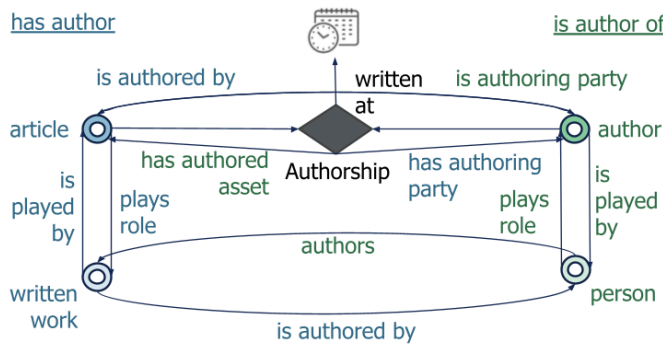 has author
is author of
is authored by
written
at
is authoring party
article
author
has authored
asset
Authorship
has authoring
party
is
played
by
plays
role
plays
role
is
played
by
authors
written
work
person
is authored by